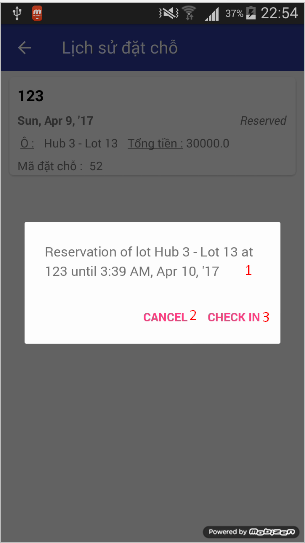 37% 22:54
Lịch sử đặt chỗ
123
Sun, Apr 9, '17 Reserved
Ô : Hub 3 - Lot 13 Tổng tiền : 30000.0
Mã đặt chỗ : 52
Reservation of lot Hub 3 - Lot 13 at
123 until 3:39 AM, Apr 10, '17 1
CANCEL 2 CHECK IN 3
Powered by Mobizen